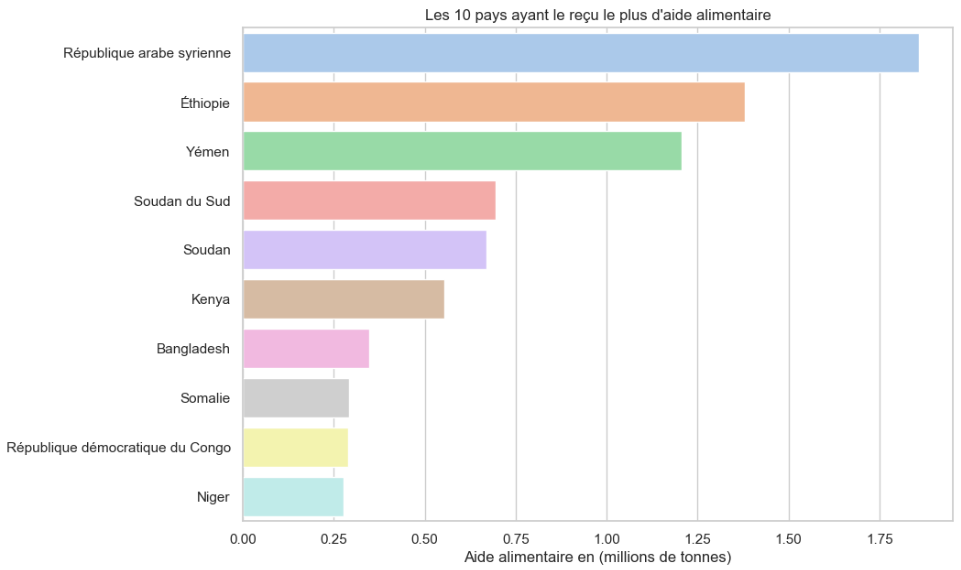 Les 10 pays ayant le reçu le plus d'aide alimentaire
République arabe syrienne
Éthiopie
Yémen
Soudan du Sud
Soudan
Kenya
Bangladesh
Somalie
République démocratique du Congo
Niger
0.00 0.25 0.50 0.75 1.00 1.25 1.50 1.75
Aide alimentaire en (millions de tonnes)